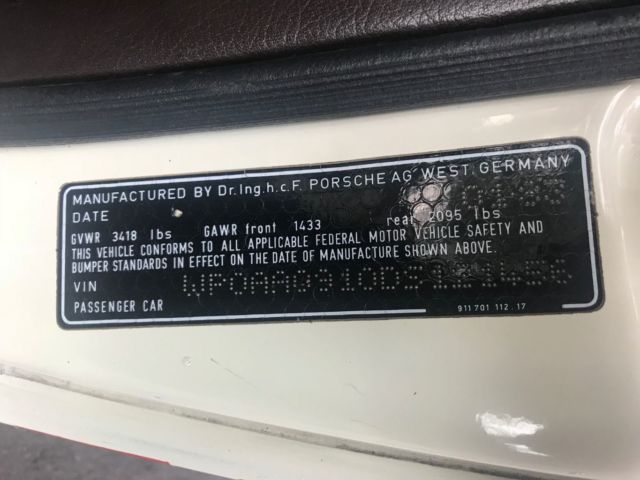 MANUFACTURED BY Dr.Ing.h.c.F. PORSCHE AG WEST GERMANY
DATE
GVWR 3418 lbs GAWR front 1433 rear 2095 lbs
THIS VEHICLE CONFORMS TO ALL APPLICABLE FEDERAL MOTOR VEHICLE SAFETY AND
BUMPER STANDARDS IN EFFECT ON THE DATE OF MANUFACTURE SHOWN ABOVE.
VIN
PASSENGER CAR
911 701 112.17